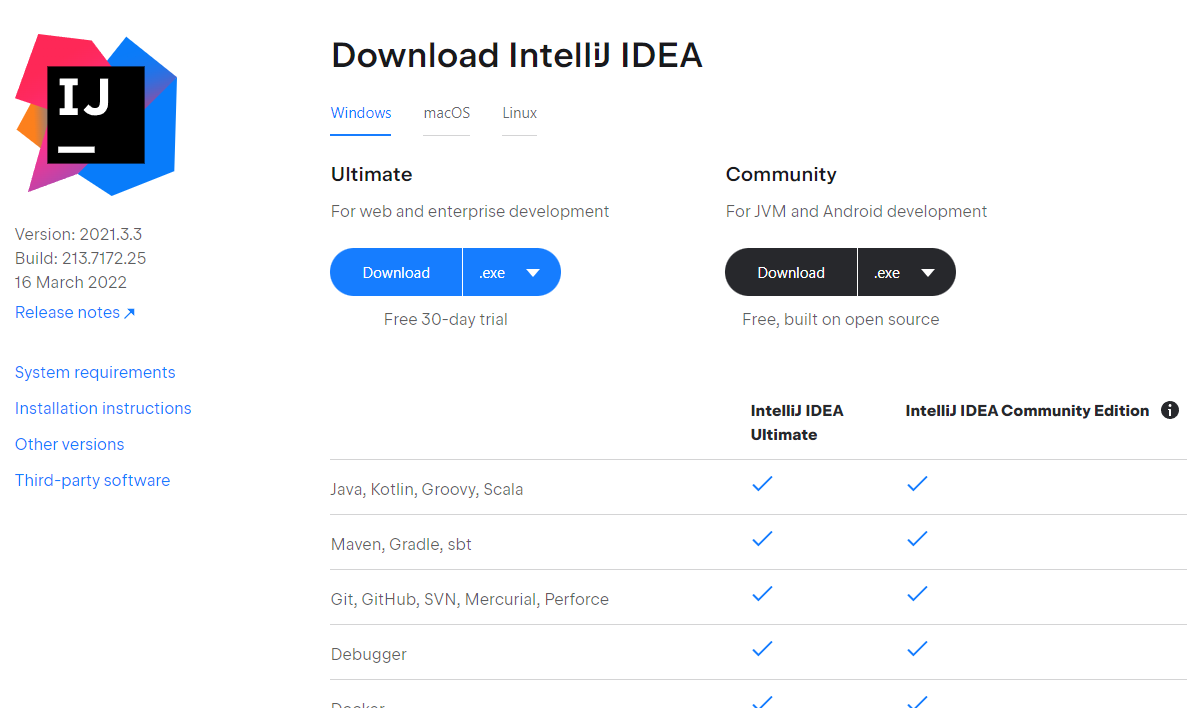 IJ
Version: 2021.3.3
Build: 213.7172.25
16 March 2022
Release notes
System requirements
Installation instructions
Other versions
Third-party software
Download IntelliJ IDEA
Windows macOS Linux
Ultimate
For web and enterprise development
Download .exe
Free 30-day trial
Community
For JVM and Android development
Download .exe
Free, built on open source
IntelliJ IDEA
Ultimate
IntelliJ IDEA Community Edition
Java, Kotlin, Groovy, Scala
Maven, Gradle, sbt
Git, GitHub, SVN, Mercurial, Perforce
Debugger
Docker